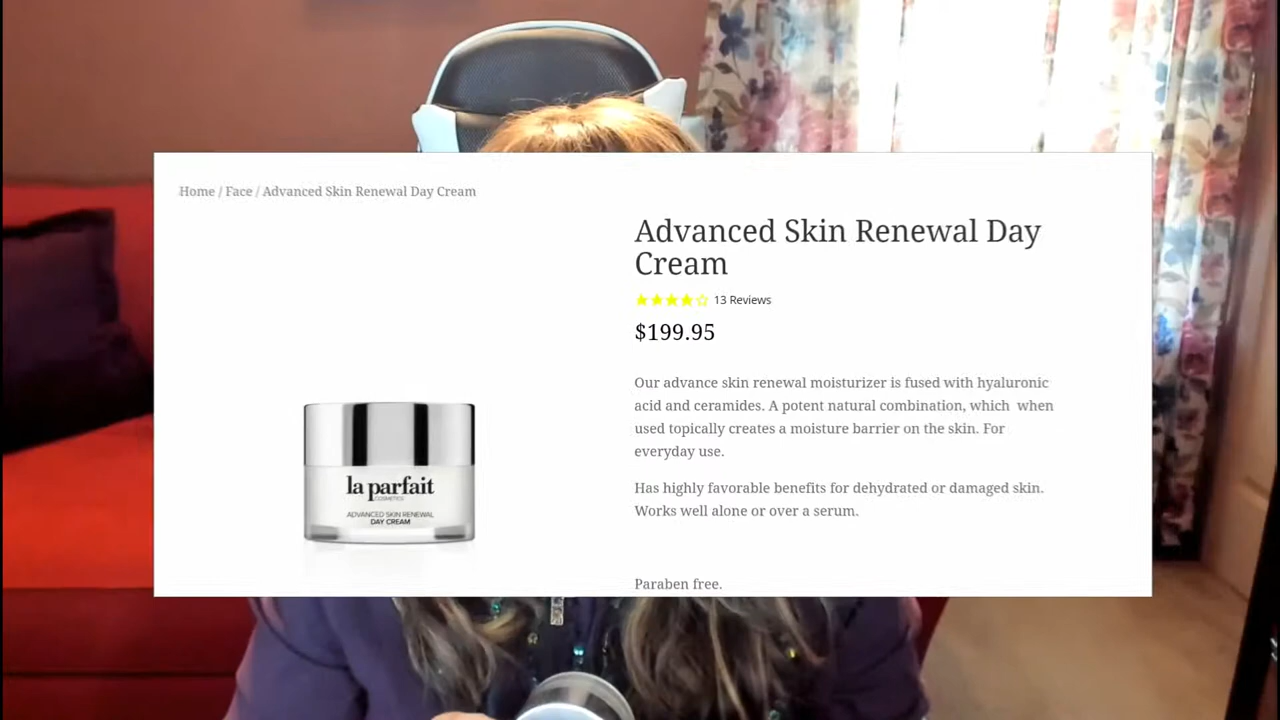 Home / Face / Advanced Skin Renewal Day Cream
Advanced Skin Renewal Day
Cream
13 Reviews
$199.95
Our advance skin renewal moisturizer is fused with hyaluronic
acid and ceramides. A potent natural combination, which when
used topically creates a moisture barrier on the skin. For
everyday use.
Has highly favorable benefits for dehydrated or damaged skin.
Works well alone or over a serum.
Paraben free.
la parfait
COSMETICS
ADVANCED SKIN RENEWAL
DAY CREAM